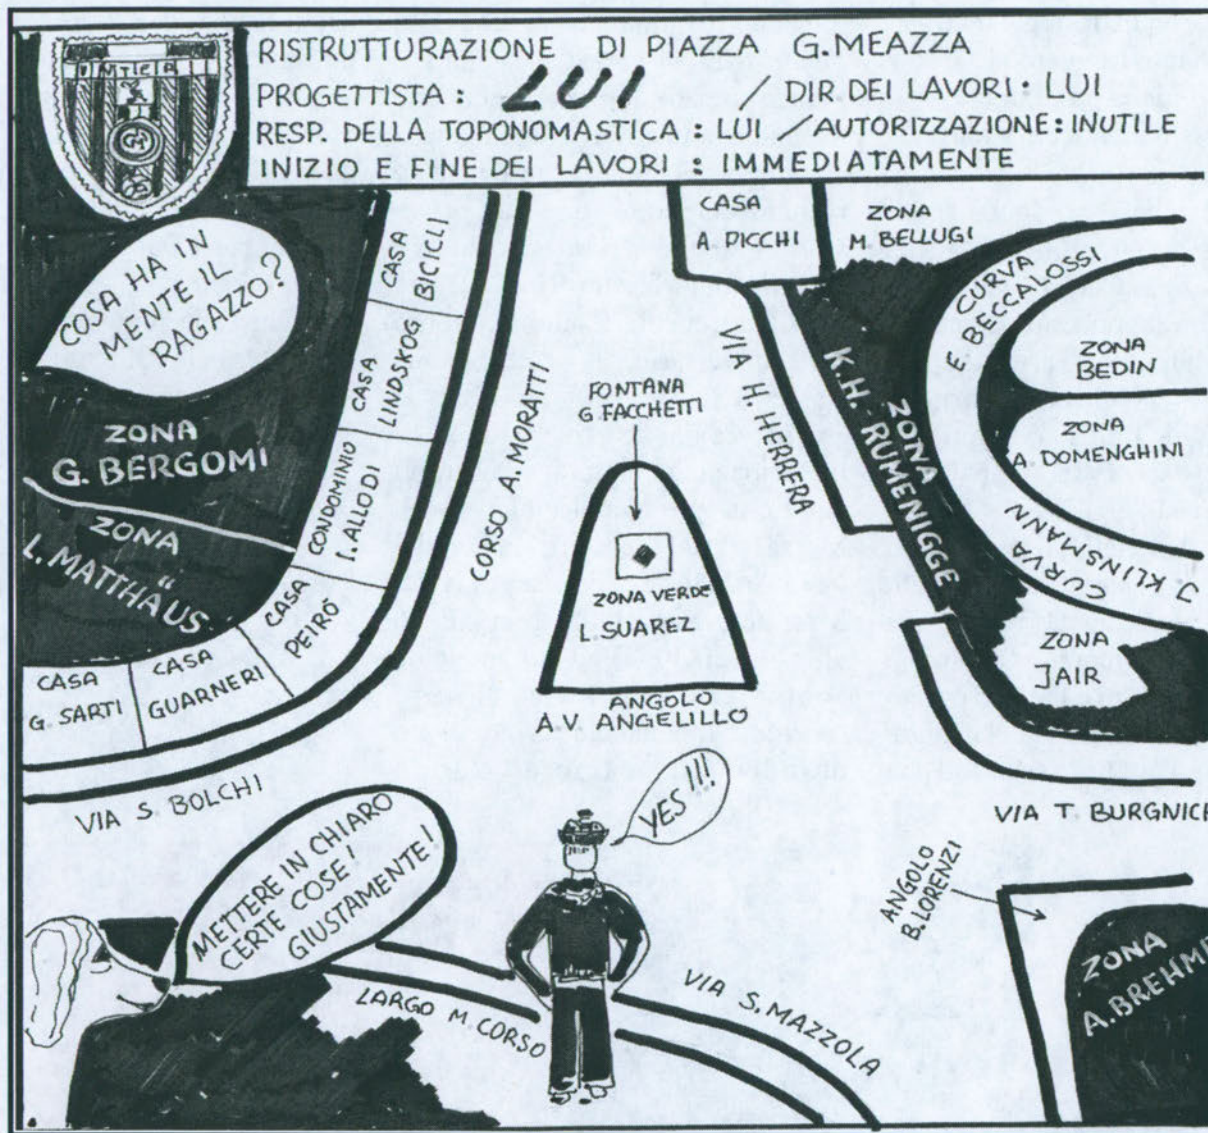 INTER
RISTRUTTURAZIONE DI PIAZZA G. MEAZZA
PROGETTISTA : LUI / DIR DEI LAVORI : LUI
RESP. DELLA TOPONOMASTICA : LUI / AUTORIZZAZIONE : INUTILE
INIZIO E FINE DEI LAVORI : IMMEDIATAMENTE
COSA HA IN
MENTE IL
RAGAZZO?
ZONA
G. BERGOMI
ZONA
L. MATTHAUS
CASA
BICICLI
CASA
LINDSKOG
CONDOMINIO
I. ALLODI
CASA
PEIRÓ
CASA
GUARNERI
CASA
G. SARTI
CORSO A. MORATTI
VIA S. BOLCHI
FONTANA
G. FACCHETTI
ZONA VERDE
L. SUAREZ
ANGOLO
A.V. ANGELILLO
CASA
A. PICCHI
ZONA
M. BELLUGI
VIA H. HERRERA
ZONA
K.H. RUMENIGGE
CURVA
E BECCALOSSI
ZONA
BEDIN
ZONA
A. DOMENGHINI
CURVA
J. KLINSMANN
ZONA
JAIR
VIA T. BURGNICH
ANGOLO
B. LORENZI
ZONA
A. BREHME
YES !!!
METTERE IN CHIARO
CERTE COSE !
GIUSTAMENTE !
LARGO M. CORSO
VIA S. MAZZOLA